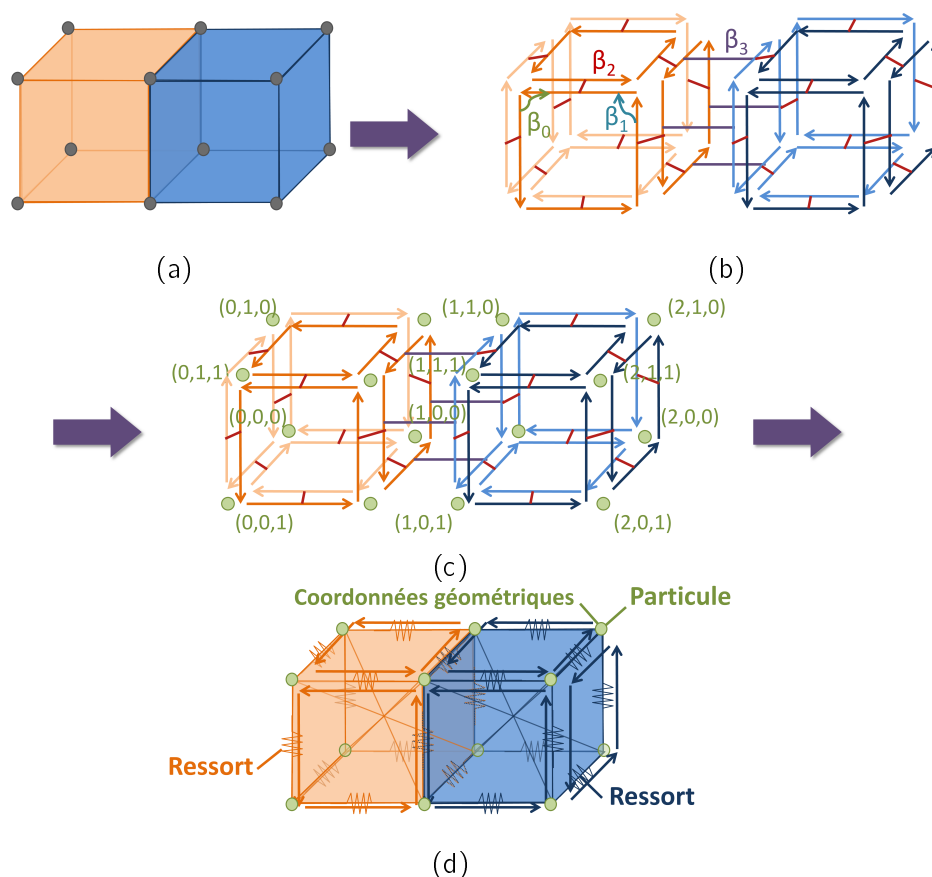 β3
β2
β0
β1
(a)
(b)
(0,1,0)
(1,1,0)
(2,1,0)
(0,1,1)
(1,1,1)
(2,1,1)
(0,0,0)
(1,0,0)
(2,0,0)
(0,0,1)
(1,0,1)
(2,0,1)
(c)
Coordonnées géométriques
Particule
Ressort
Ressort
(d)